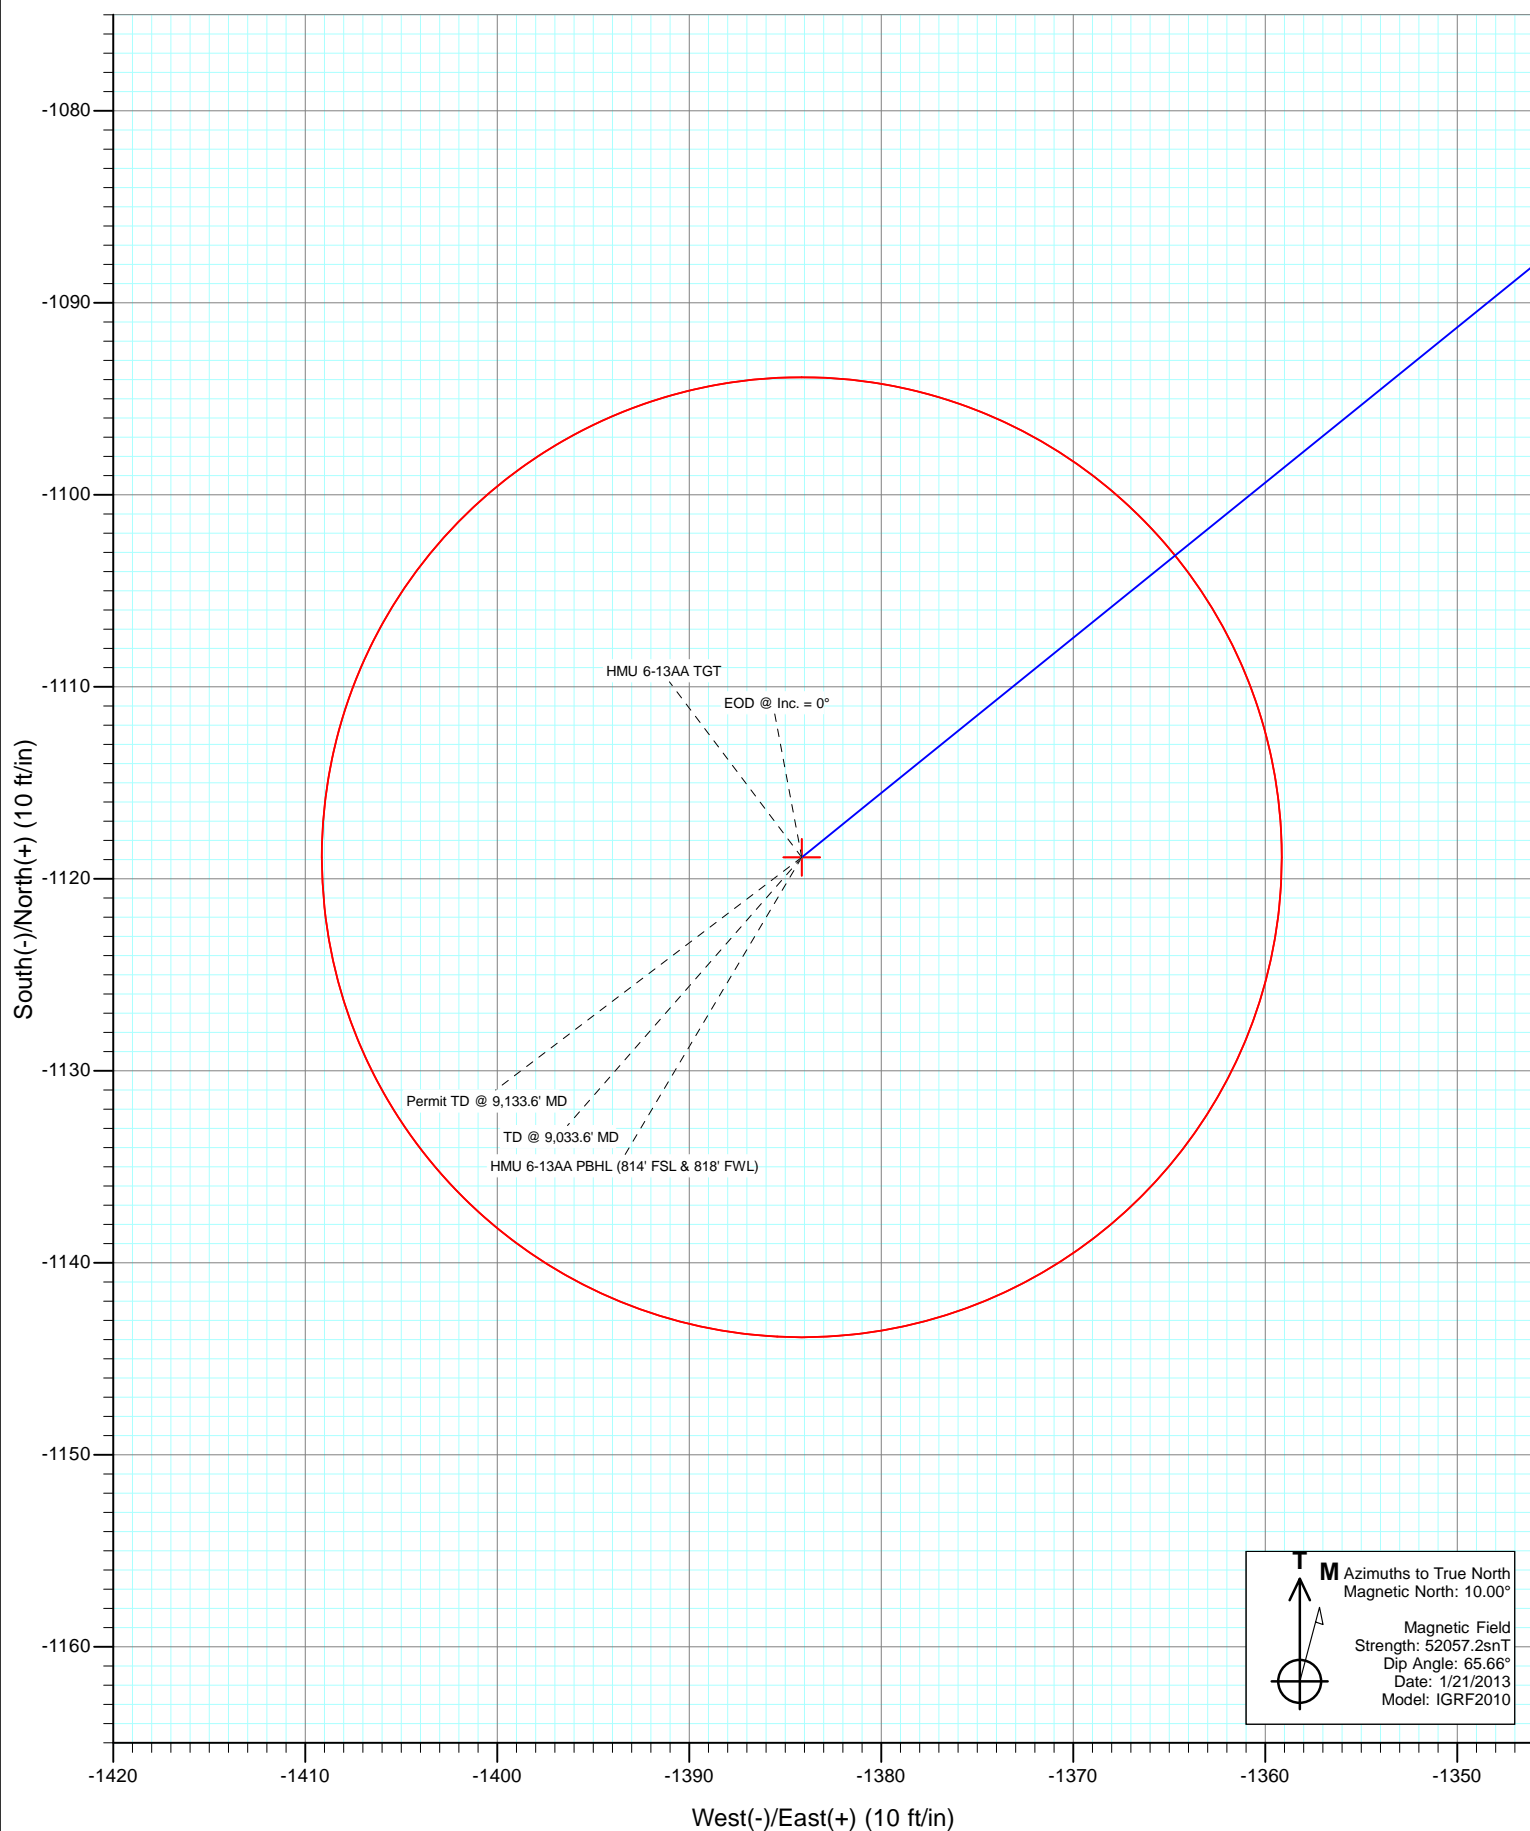 -1080
-1090
-1100
-1110
-1120
-1130
-1140
-1150
-1160
South(-)/North(+) (10 ft/in)
HMU 6-13AA TGT
EOD @ Inc. = 0°
Permit TD @ 9,133.6' MD
TD @ 9,033.6' MD
HMU 6-13AA PBHL (814' FSL & 818' FWL)
T
M
Azimuths to True North
Magnetic North: 10.00°
Magnetic Field
Strength: 52057.2snT
Dip Angle: 65.66°
Date: 1/21/2013
Model: IGRF2010
-1420 -1410 -1400 -1390 -1380 -1370 -1360 -1350
West(-)/East(+) (10 ft/in)